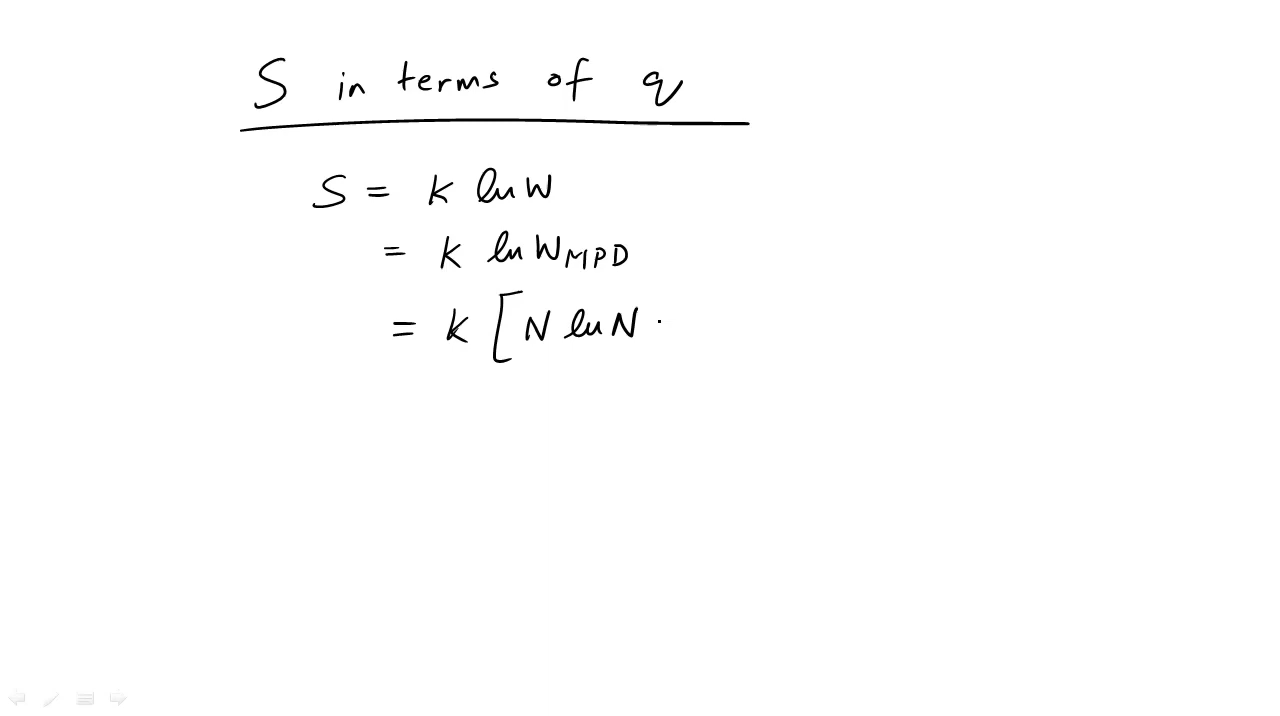 S in terms of q
S = k ln W
= k ln W_MPD
= k [ N ln N